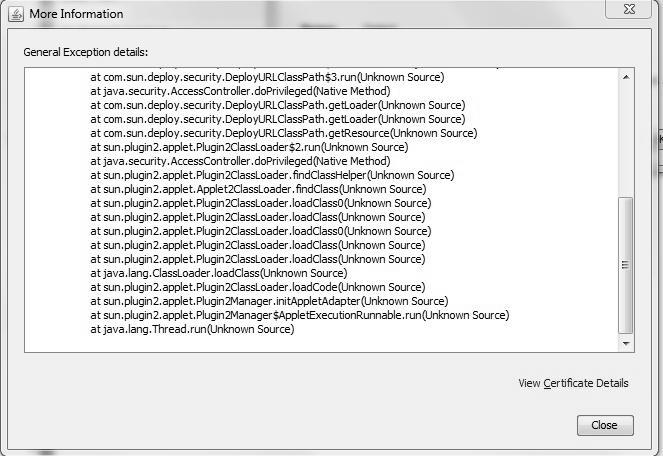 More Information
General Exception details:
at com.sun.deploy.security.DeployURLClassPath$3.run(Unknown Source)
at java.security.AccessController.doPrivileged(Native Method)
at com.sun.deploy.security.DeployURLClassPath.getLoader(Unknown Source)
at com.sun.deploy.security.DeployURLClassPath.getLoader(Unknown Source)
at com.sun.deploy.security.DeployURLClassPath.getResource(Unknown Source)
at sun.plugin2.applet.Plugin2ClassLoader$2.run(Unknown Source)
at java.security.AccessController.doPrivileged(Native Method)
at sun.plugin2.applet.Plugin2ClassLoader.findClassHelper(Unknown Source)
at sun.plugin2.applet.Applet2ClassLoader.findClass(Unknown Source)
at sun.plugin2.applet.Plugin2ClassLoader.loadClass0(Unknown Source)
at sun.plugin2.applet.Plugin2ClassLoader.loadClass(Unknown Source)
at sun.plugin2.applet.Plugin2ClassLoader.loadClass0(Unknown Source)
at sun.plugin2.applet.Plugin2ClassLoader.loadClass(Unknown Source)
at sun.plugin2.applet.Plugin2ClassLoader.loadClass(Unknown Source)
at java.lang.ClassLoader.loadClass(Unknown Source)
at sun.plugin2.applet.Plugin2ClassLoader.loadCode(Unknown Source)
at sun.plugin2.applet.Plugin2Manager.initAppletAdapter(Unknown Source)
at sun.plugin2.applet.Plugin2Manager$AppletExecutionRunnable.run(Unknown Source)
at java.lang.Thread.run(Unknown Source)
View Certificate Details
Close